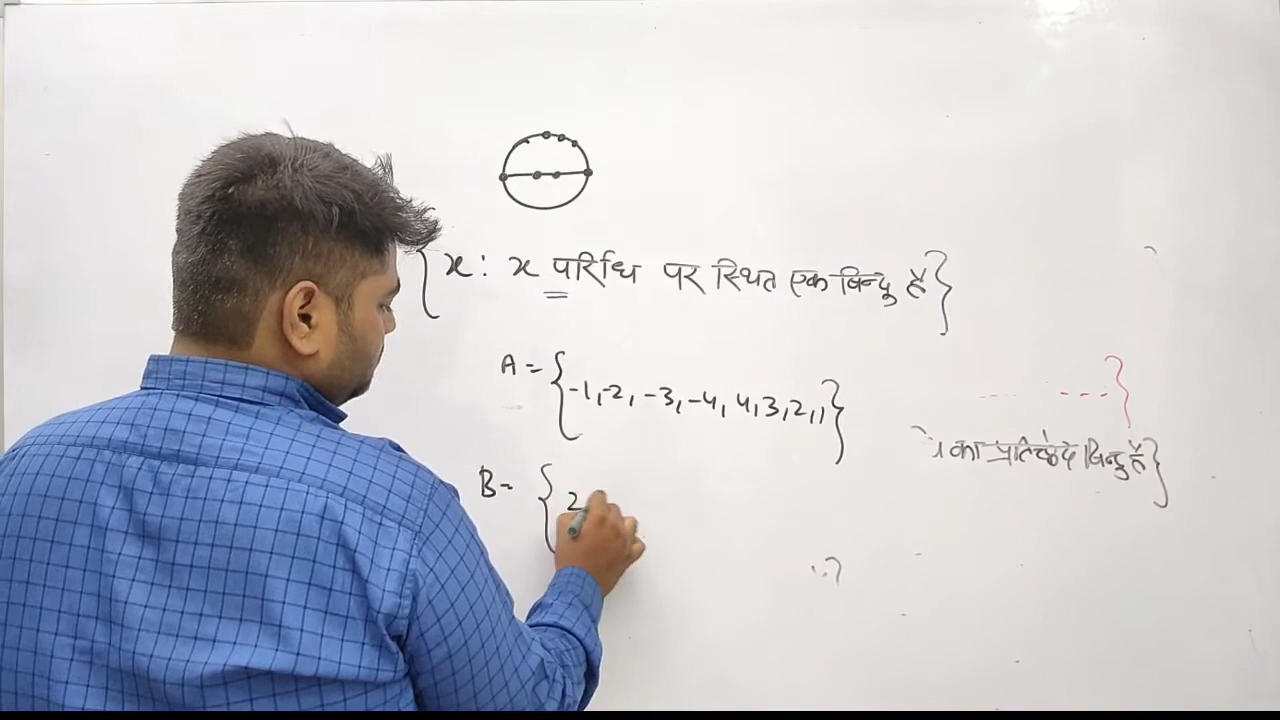 {x : x परिधि पर स्थित एक बिन्दु है}
A = {-1, -2, -3, -4, 4, 3, 2, 1}
---- }
का प्रतिच्छेद बिन्दु है}
B = { 2